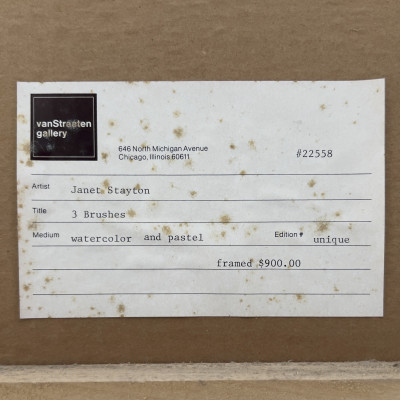 vanStraaten
gallery
646 North Michigan Avenue
Chicago, Illinois 60611
#22558
Artist Janet Stayton
Title 3 Brushes
Medium watercolor and pastel Edition # unique
framed $900.00